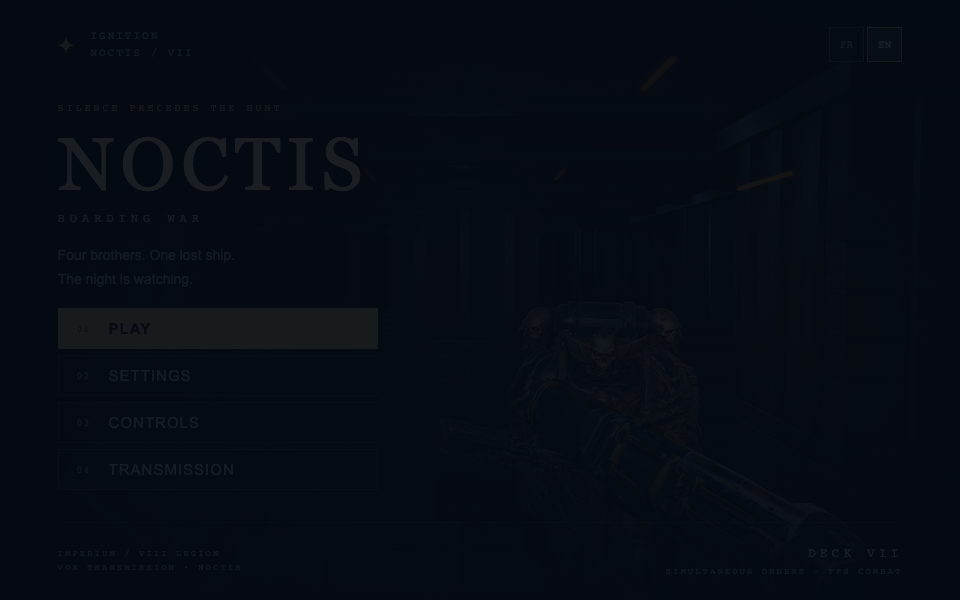 IGNITION
NOCTIS / VII
FR
EN
SILENCE PRECEDES THE HUNT
NOCTIS
BOARDING WAR
Four brothers. One lost ship.
The night is watching.
01 PLAY
02 SETTINGS
03 CONTROLS
04 TRANSMISSION
IMPERIUM / VIII LEGION
VOX TRANSMISSION · NOCTIS
DECK VII
SIMULTANEOUS ORDERS · FPS COMBAT